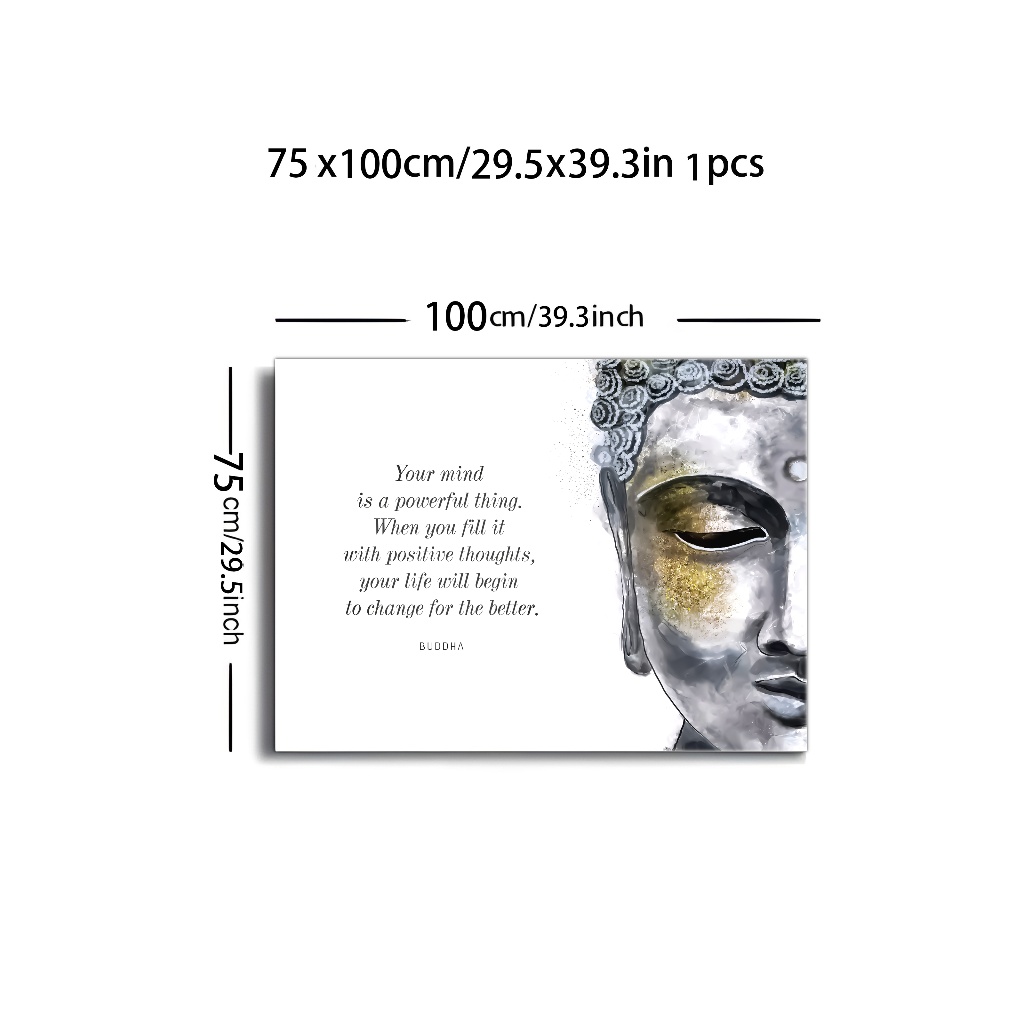 75 x100cm/29.5x39.3in 1pcs
100cm/39.3inch
75cm/29.5inch
Your mind
is a powerful thing.
When you fill it
with positive thoughts,
your life will begin
to change for the better.
BUDDHA